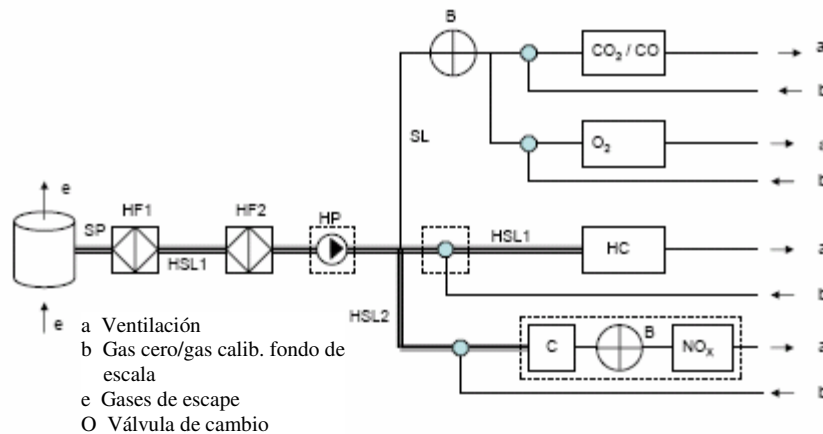 B
CO₂ / CO
a
b
SL
O₂
a
b
e
HF1
HF2
HP
SP
HSL1
HSL1
HC
a
b
HSL2
C
B
NOₓ
a
b
e
a Ventilación
b Gas cero/gas calib. fondo de
escala
e Gases de escape
O Válvula de cambio